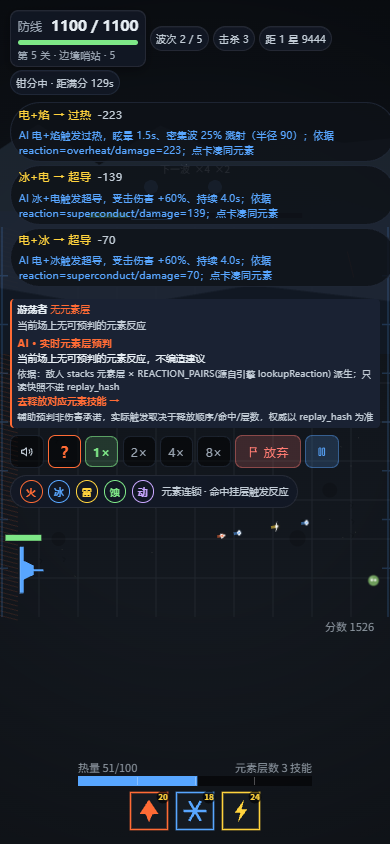 防线 1100 / 1100
第 5 关 · 边境哨站 · 5
波次 2 / 5
击杀 3
距 1 星 9444
钳分中 · 距满分 129s
电+焰 → 过热 -223
AI 电+焰触发过热，眩晕 1.5s、密集波 25% 溅射（半径 90）；依据
reaction=overheat/damage=223；点卡凑同元素
下一波 ×4 ×2
冰+电 → 超导 -139
AI 冰+电触发超导，受击伤害 +60%、持续 4.0s；依据
reaction=superconduct/damage=139；点卡凑同元素
电+冰 → 超导 -70
AI 电+冰触发超导，受击伤害 +60%、持续 4.0s；依据
reaction=superconduct/damage=70；点卡凑同元素
游荡者 无元素层
当前场上无可预判的元素反应
AI · 实时元素层预判
当前场上无可预判的元素反应，不编造建议
依据：敌人 stacks 元素层 × REACTION_PAIRS(源自引擎 lookupReaction) 派生；只
读快照不进 replay_hash
去释放对应元素技能 →
辅助预判非伤害承诺，实际触发取决于释放顺序/命中/层数，权威以 replay_hash 为准
? 1× 2× 4× 8× 放弃
火 冰 雷 蚀 动 元素连锁 · 命中挂层触发反应
分数 1526
热量 51/100 元素层数 3 技能
20 18 24